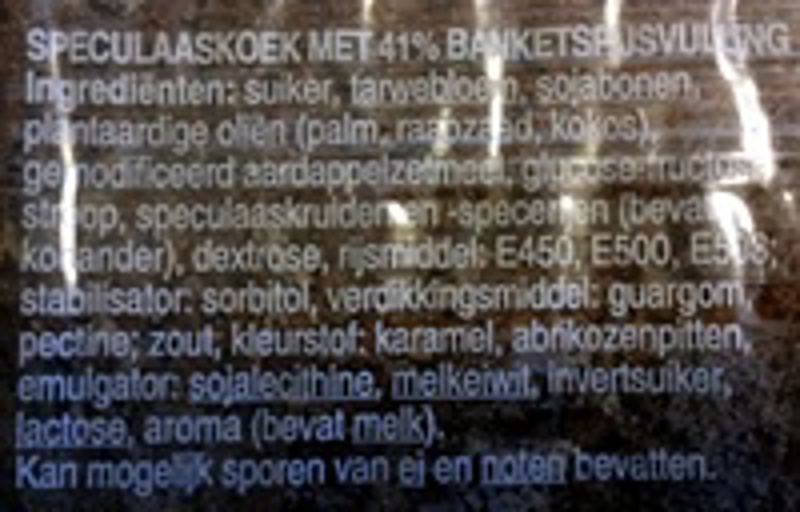 SPECULAASKOEK MET 41% BANKETSPIJSVULLING
Ingrediënten: suiker, tarwebloem, sojabonen,
plantaardige oliën (palm, raapzaad, kokos),
gemodificeerd aardappelzetmeel, glucose-fructose-
stroop, speculaaskruiden en -specerijen (bevat
koriander), dextrose, rijsmiddel: E450, E500,
stabilisator: sorbitol, verdikkingsmiddel: guargom,
pectine; zout, kleurstof: karamel, abrikozenpitten,
emulgator: sojalecithine, melkeiwit, invertsuiker,
lactose, aroma (bevat melk).
Kan mogelijk sporen van ei en noten bevatten.